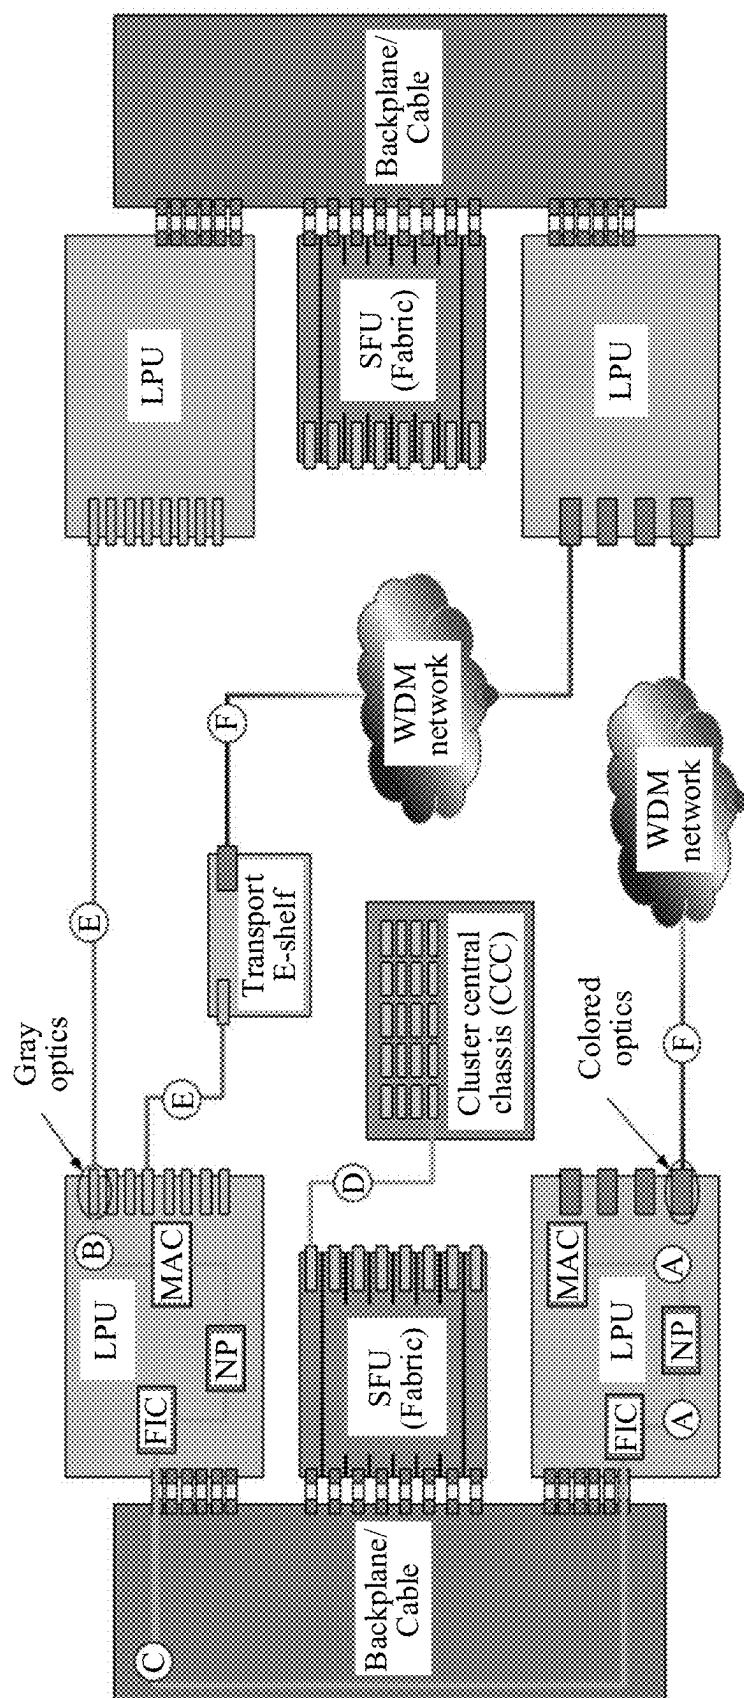 C
Backplane/
Cable
FIC
LPU
B
NP
MAC
Gray
optics
SFU
(Fabric)
D
FIC
A
NP
LPU
A
MAC
E
E
Transport
E-shelf
F
Cluster central
chassis (CCC)
Colored
optics
F
WDM
network
WDM
network
LPU
SFU
(Fabric)
LPU
Backplane/
Cable